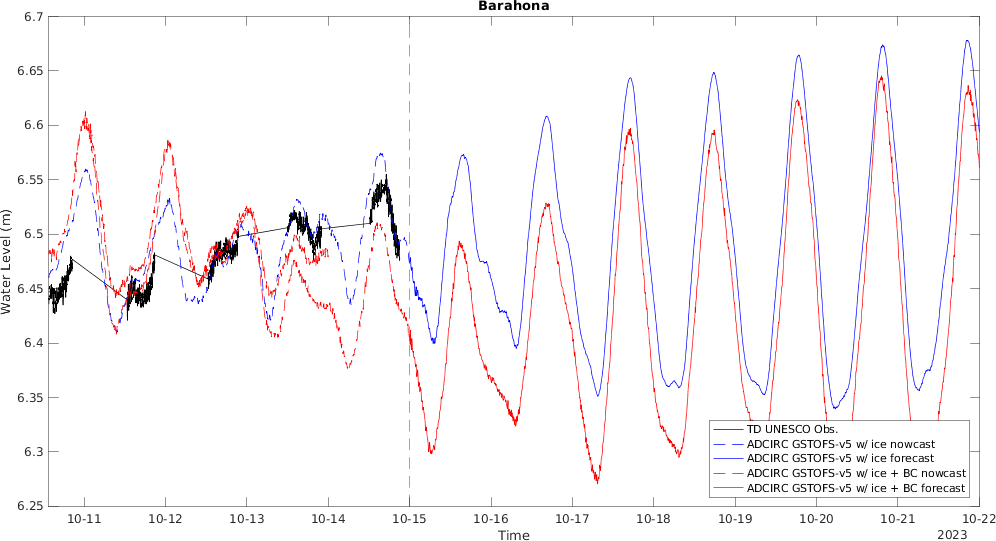 Barahona
6.7
6.65
6.6
6.55
6.5
6.45
6.4
6.35
6.3
6.25
Water Level (m)
TD UNESCO Obs.
ADCIRC GSTOFS-v5 w/ ice nowcast
ADCIRC GSTOFS-v5 w/ ice forecast
ADCIRC GSTOFS-v5 w/ ice + BC nowcast
ADCIRC GSTOFS-v5 w/ ice + BC forecast
10-11 10-12 10-13 10-14 10-15 10-16 10-17 10-18 10-19 10-20 10-21 10-22
Time
2023